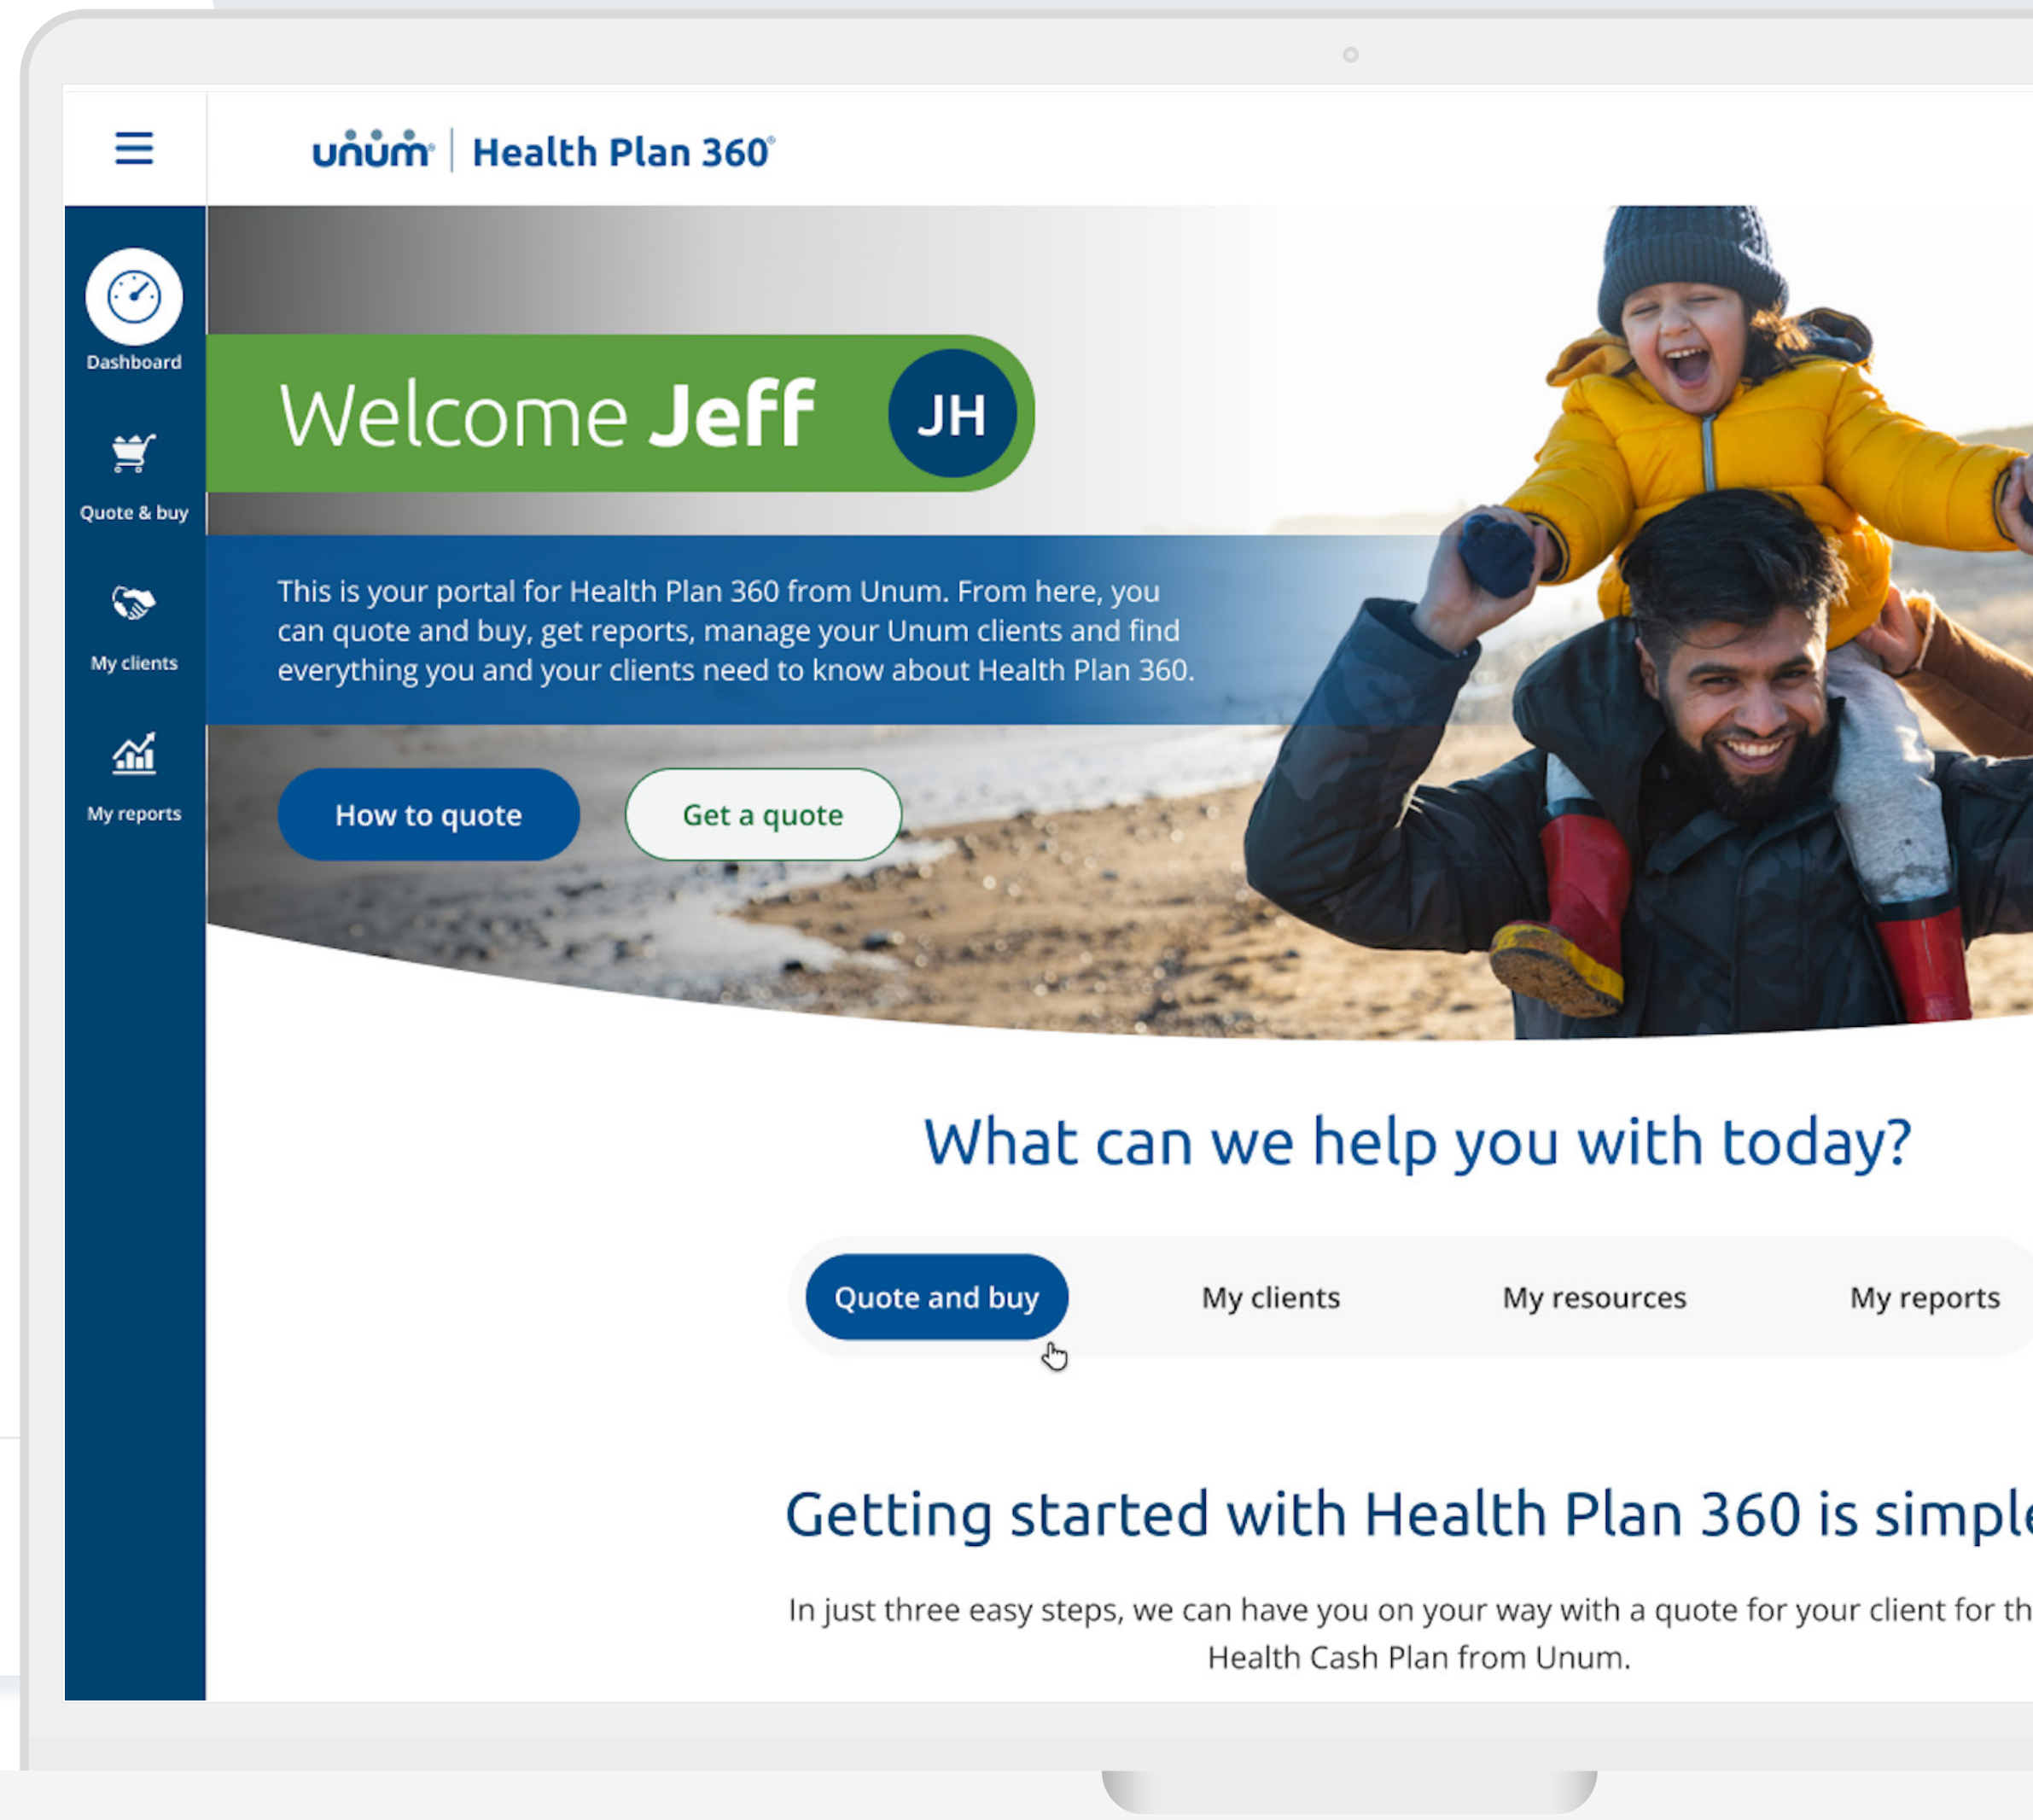 unum® | Health Plan 360®
Dashboard
Quote & buy
My clients
My reports
Welcome Jeff
JH
This is your portal for Health Plan 360 from Unum. From here, you
can quote and buy, get reports, manage your Unum clients and find
everything you and your clients need to know about Health Plan 360.
How to quote
Get a quote
What can we help you with today?
Quote and buy
My clients
My resources
My reports
Getting started with Health Plan 360 is simple
In just three easy steps, we can have you on your way with a quote for your client for th
Health Cash Plan from Unum.